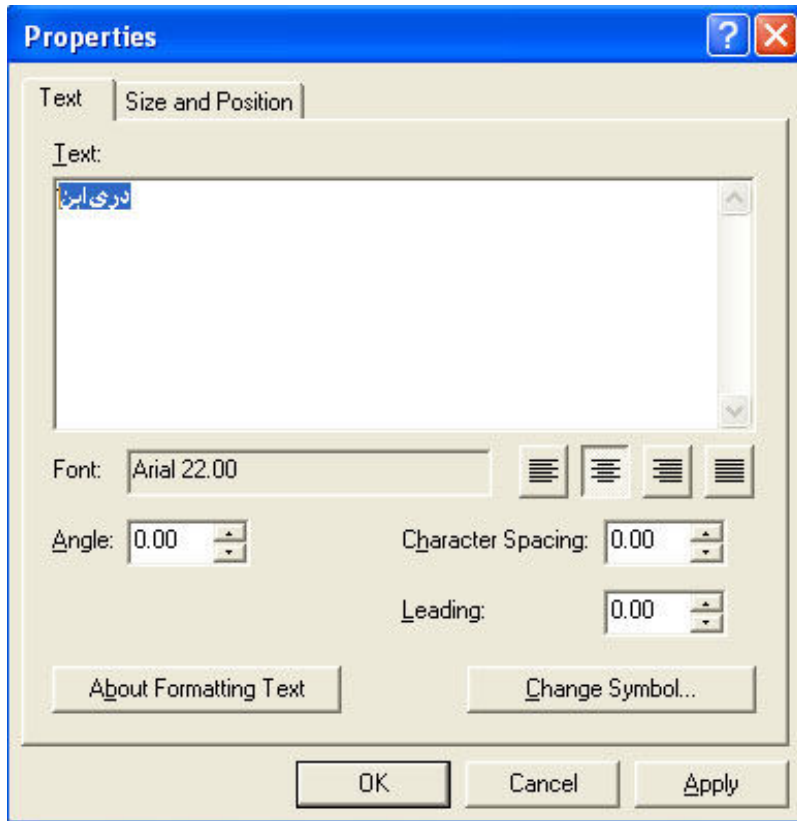 Properties
Text
Size and Position
Text:
دری ابن
Font:
Arial 22.00
Angle:
0.00
Character Spacing:
0.00
Leading:
0.00
About Formatting Text
Change Symbol...
OK
Cancel
Apply